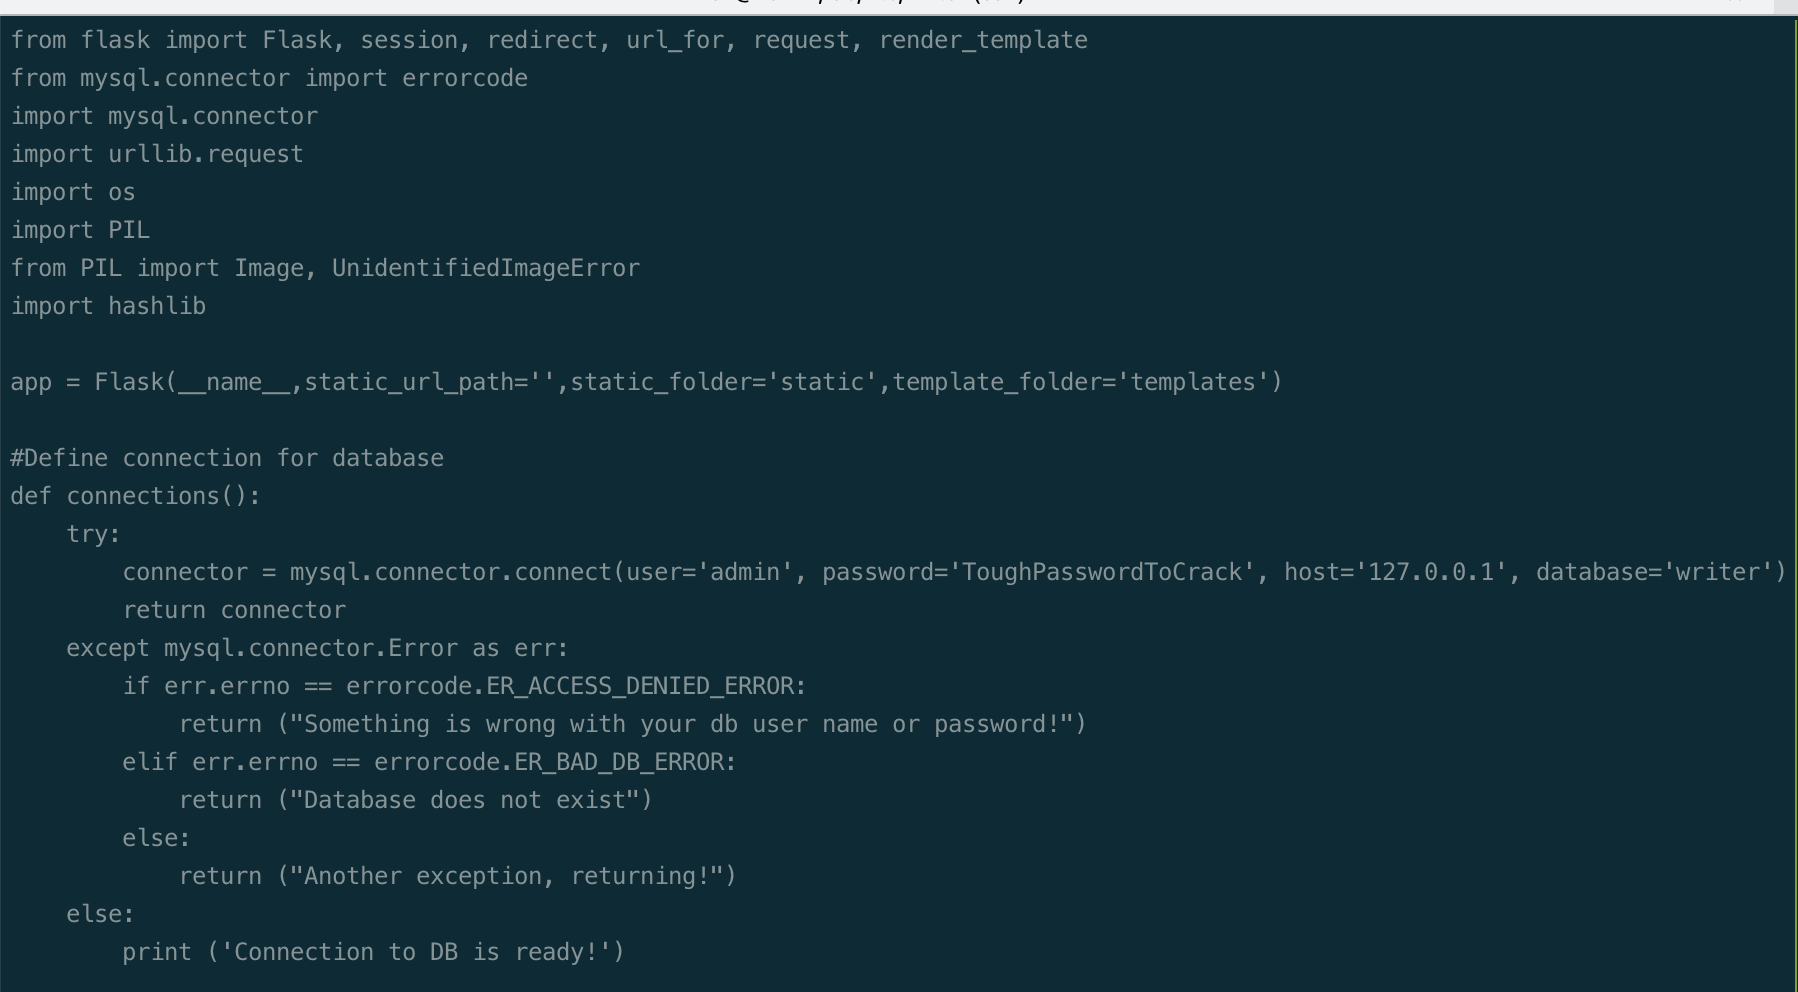 from flask import Flask, session, redirect, url_for, request, render_template
from mysql.connector import errorcode
import mysql.connector
import urllib.request
import os
import PIL
from PIL import Image, UnidentifiedImageError
import hashlib

app = Flask(__name__,static_url_path='',static_folder='static',template_folder='templates')

#Define connection for database
def connections():
    try:
        connector = mysql.connector.connect(user='admin', password='ToughPasswordToCrack', host='127.0.0.1', database='writer')
        return connector
    except mysql.connector.Error as err:
        if err.errno == errorcode.ER_ACCESS_DENIED_ERROR:
            return ("Something is wrong with your db user name or password!")
        elif err.errno == errorcode.ER_BAD_DB_ERROR:
            return ("Database does not exist")
        else:
            return ("Another exception, returning!")
    else:
        print ('Connection to DB is ready!')